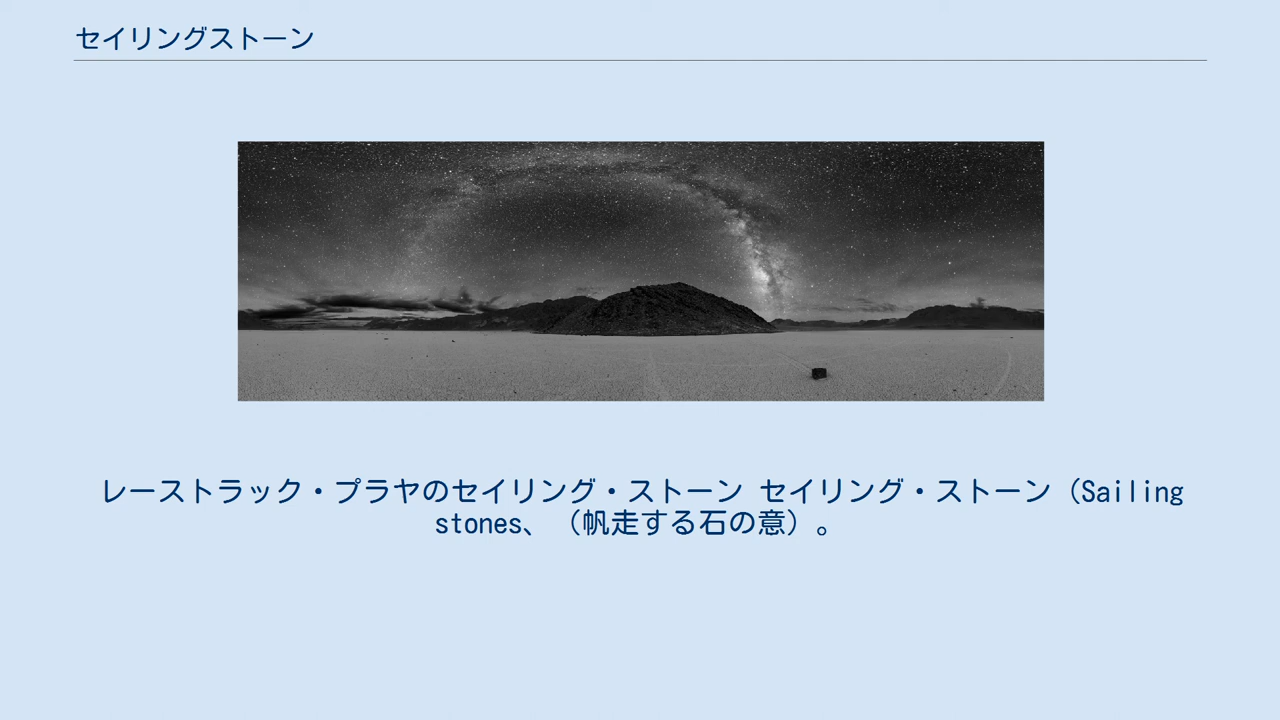 セイリングストーン
レーストラック・プラヤのセイリング・ストーン セイリング・ストーン（Sailing
stones、（帆走する石の意）。